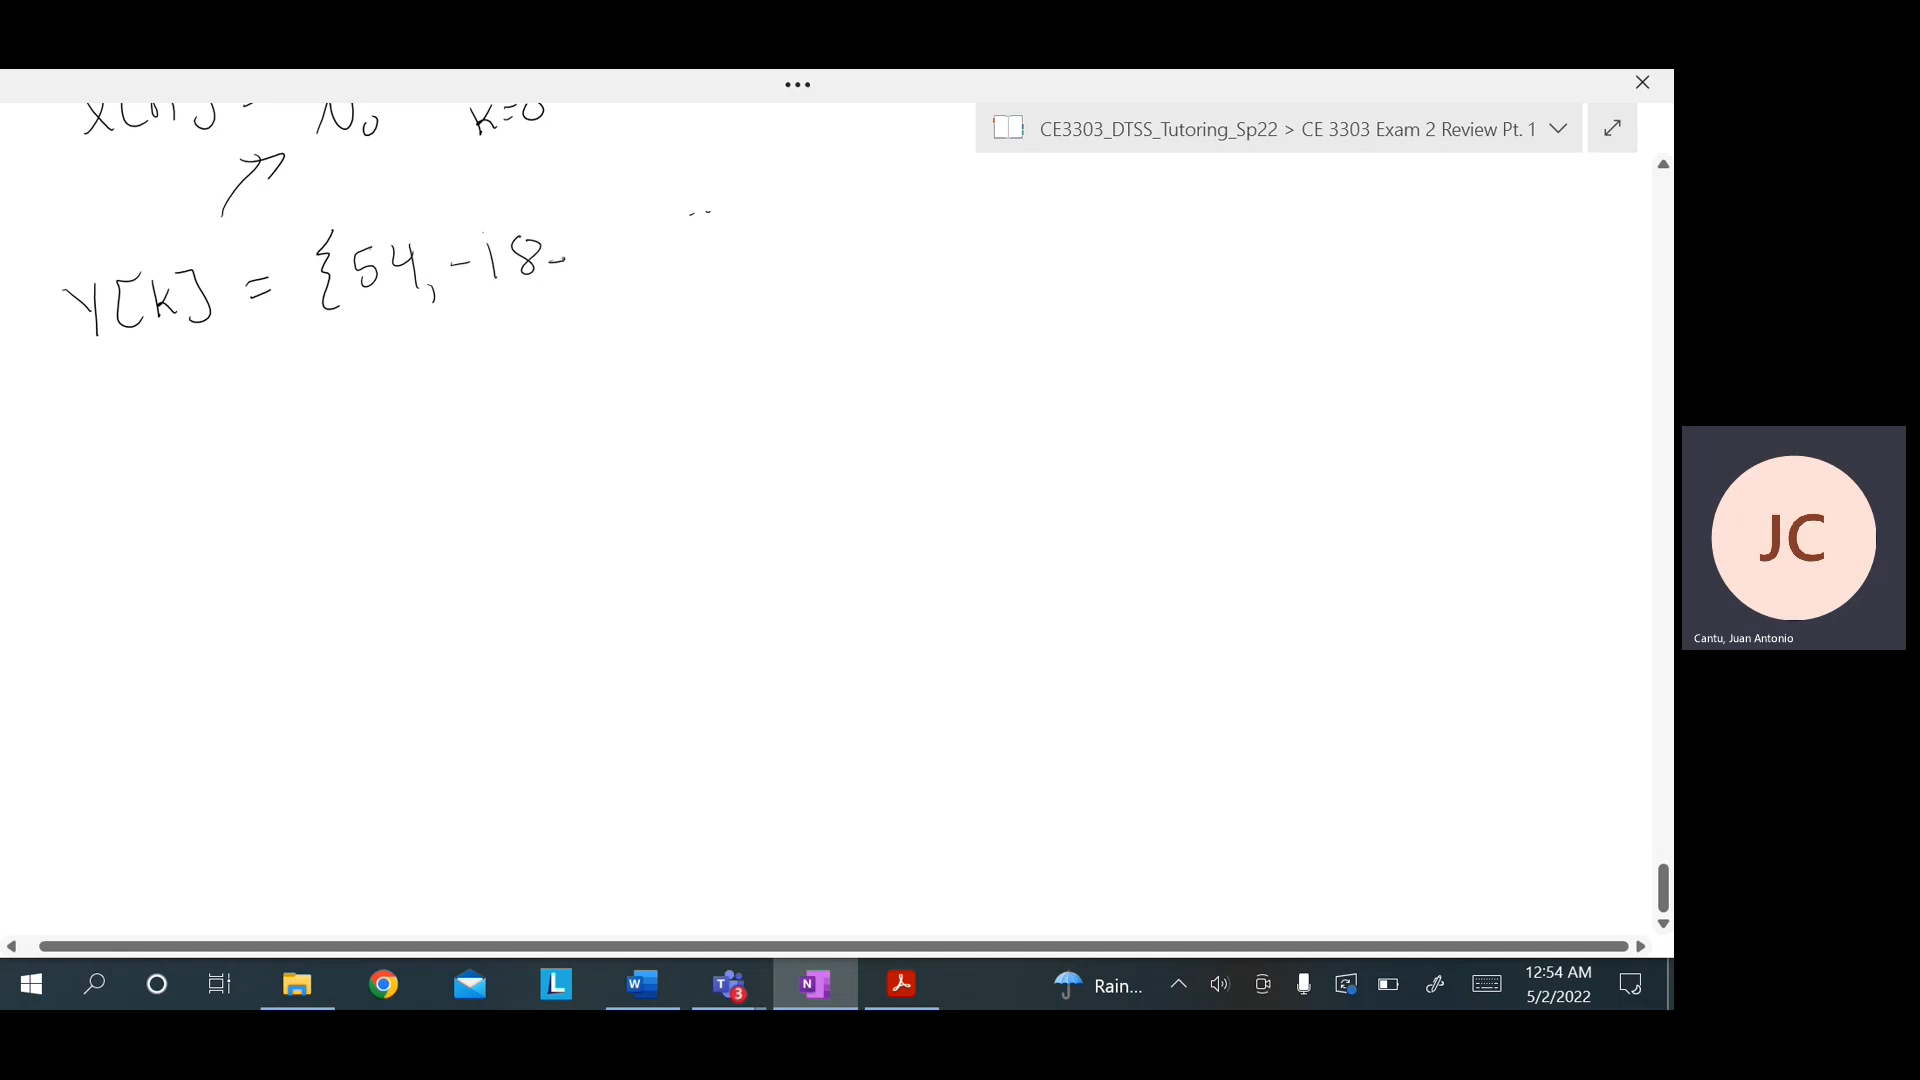 X[n] = N₀ k=0
CE3303_DTSS_Tutoring_Sp22 > CE 3303 Exam 2 Review Pt. 1
Y[k] = {54, -18-
JC
Cantu, Juan Antonio
L
W
T 3
N
Rain...
12:54 AM
5/2/2022